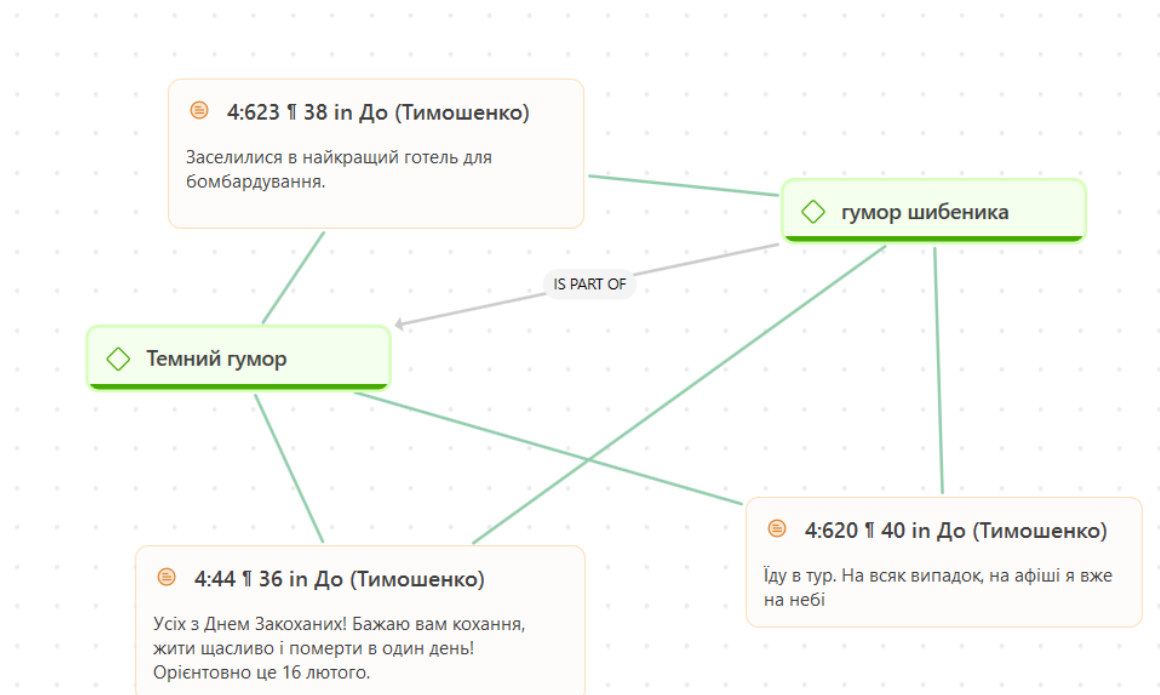 4:623 ¶ 38 in До (Тимошенко)
Заселилися в найкращий готель для
бомбардування.
гумор шибеника
IS PART OF
Темний гумор
4:620 ¶ 40 in До (Тимошенко)
Їду в тур. На всяк випадок, на афіші я вже
на небі
4:44 ¶ 36 in До (Тимошенко)
Усіх з Днем Закоханих! Бажаю вам кохання,
жити щасливо і померти в один день!
Орієнтовно це 16 лютого.